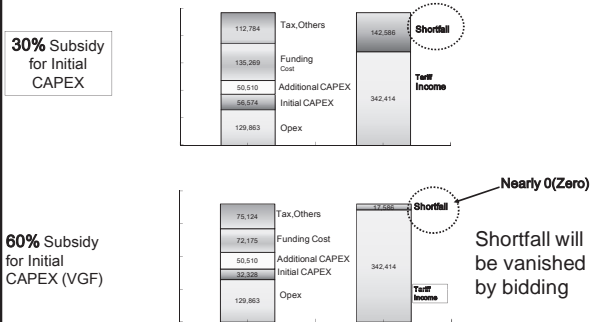 30% Subsidy
for Initial
CAPEX
112,784
Tax,Others
135,269
Funding
Cost
50,510
Additional CAPEX
56,574
Initial CAPEX
129,863
Opex
142,586
Shortfall
342,414
Tariff
Income
60% Subsidy
for Initial
CAPEX (VGF)
75,124
Tax,Others
72,175
Funding Cost
50,510
Additional CAPEX
32,328
Initial CAPEX
129,863
Opex
17,586
Shortfall
342,414
Tariff
Income
Nearly 0(Zero)
Shortfall will
be vanished
by bidding